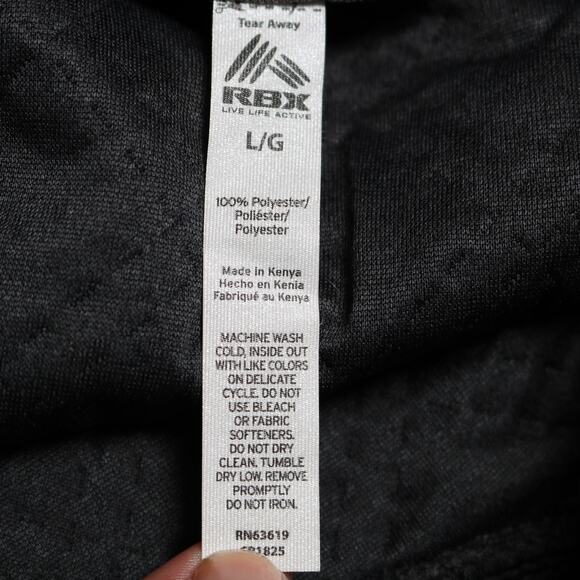 Tear Away
RBX
LIVE LIFE ACTIVE
L/G
100% Polyester/
Poliéster/
Polyester
Made in Kenya
Hecho en Kenia
Fabriqué au Kenya
MACHINE WASH
COLD, INSIDE OUT
WITH LIKE COLORS
ON DELICATE
CYCLE. DO NOT
USE BLEACH
OR FABRIC
SOFTENERS.
DO NOT DRY
CLEAN. TUMBLE
DRY LOW. REMOVE
PROMPTLY
DO NOT IRON.
RN63619